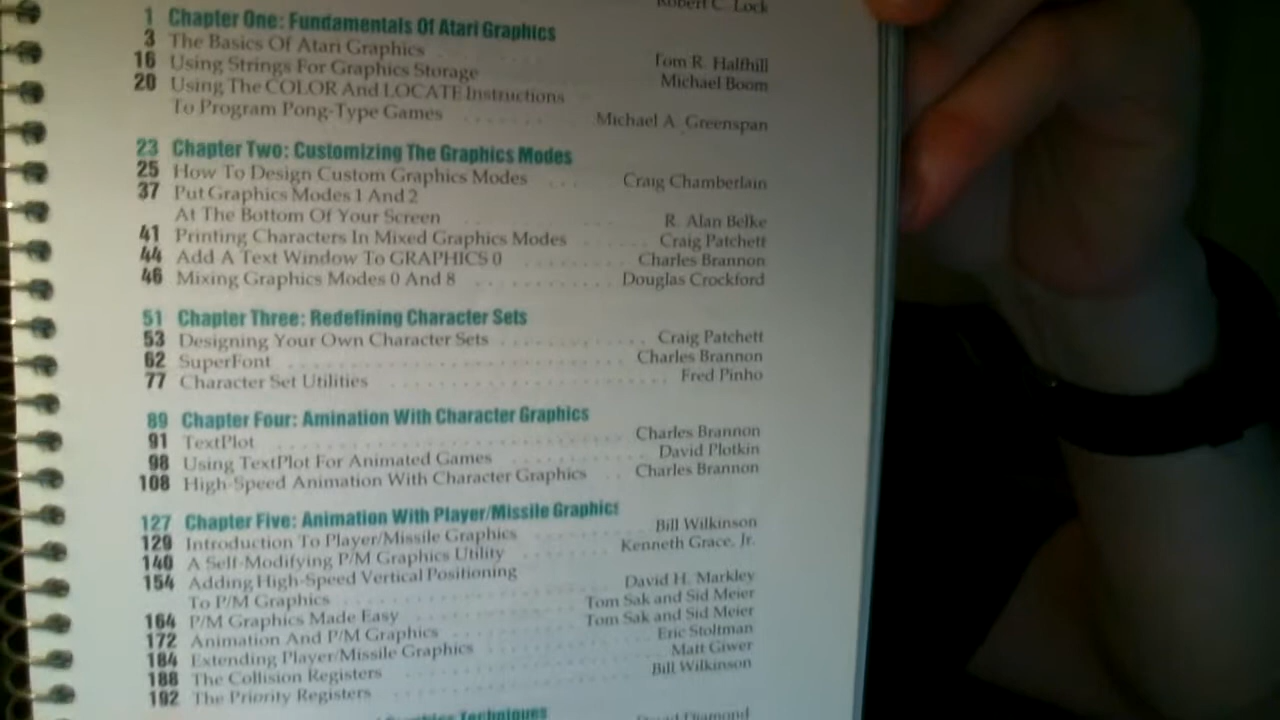 Robert C. Lock
1 Chapter One: Fundamentals Of Atari Graphics
3 The Basics Of Atari Graphics Tom R. Halfhill
16 Using Strings For Graphics Storage Michael Boom
20 Using The COLOR And LOCATE Instructions
To Program Pong-Type Games ....... Michael A. Greenspan
23 Chapter Two: Customizing The Graphics Modes
25 How To Design Custom Graphics Modes ... Craig Chamberlain
37 Put Graphics Modes 1 And 2
At The Bottom Of Your Screen ....... R. Alan Belke
41 Printing Characters In Mixed Graphics Modes ...... Craig Patchett
44 Add A Text Window To GRAPHICS 0 ......... Charles Brannon
46 Mixing Graphics Modes 0 And 8 ............ Douglas Crockford
51 Chapter Three: Redefining Character Sets
53 Designing Your Own Character Sets ............ Craig Patchett
62 SuperFont ............................ Charles Brannon
77 Character Set Utilities ....................... Fred Pinho
89 Chapter Four: Amination With Character Graphics
91 TextPlot ............................ Charles Brannon
98 Using TextPlot For Animated Games ......... David Plotkin
108 High-Speed Animation With Character Graphics .. Charles Brannon
127 Chapter Five: Animation With Player/Missile Graphics
129 Introduction To Player/Missile Graphics ....... Bill Wilkinson
140 A Self-Modifying P/M Graphics Utility ....... Kenneth Grace, Jr.
154 Adding High-Speed Vertical Positioning
To P/M Graphics ....................... David H. Markley
164 P/M Graphics Made Easy ............... Tom Sak and Sid Meier
172 Animation And P/M Graphics ........... Tom Sak and Sid Meier
184 Extending Player/Missile Graphics ........... Eric Stoltman
188 The Collision Registers ..................... Matt Giwer
192 The Priority Registers ..................... Bill Wilkinson
Techniques
David Diamond